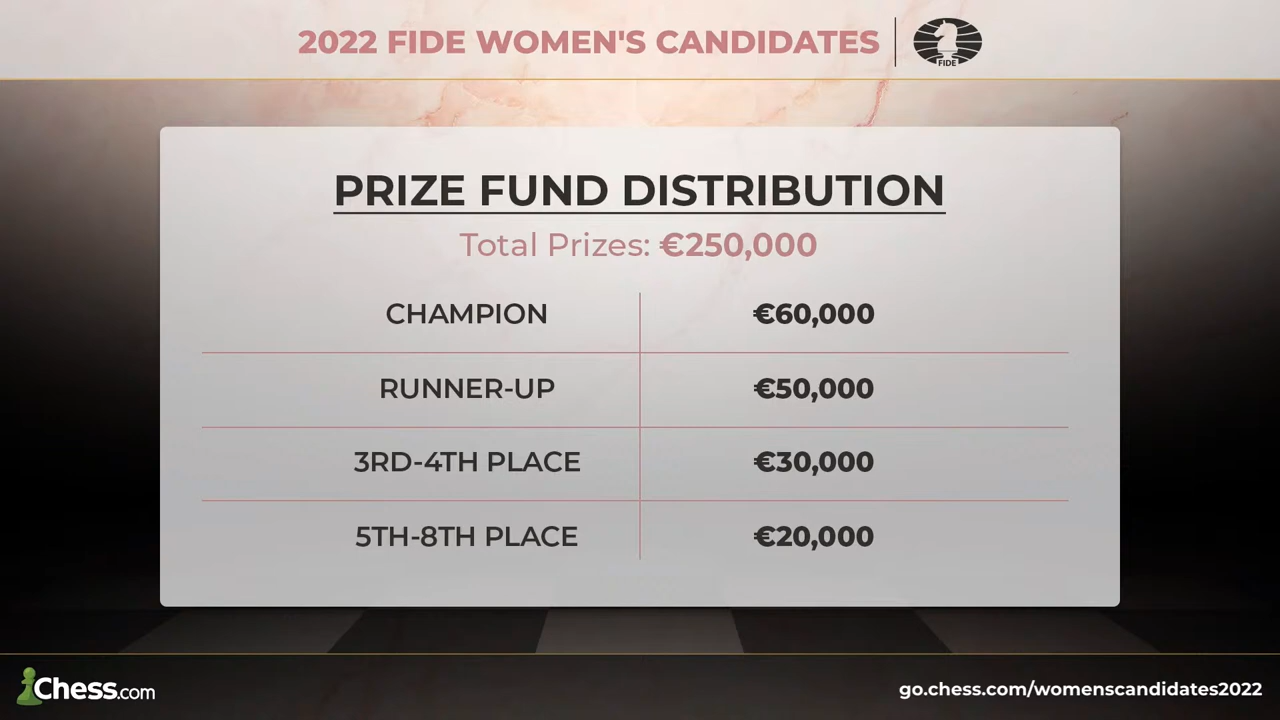 2022 FIDE WOMEN'S CANDIDATES
FIDE
PRIZE FUND DISTRIBUTION
Total Prizes: €250,000
CHAMPION €60,000
RUNNER-UP €50,000
3RD-4TH PLACE €30,000
5TH-8TH PLACE €20,000
Chess.com
go.chess.com/womenscandidates2022